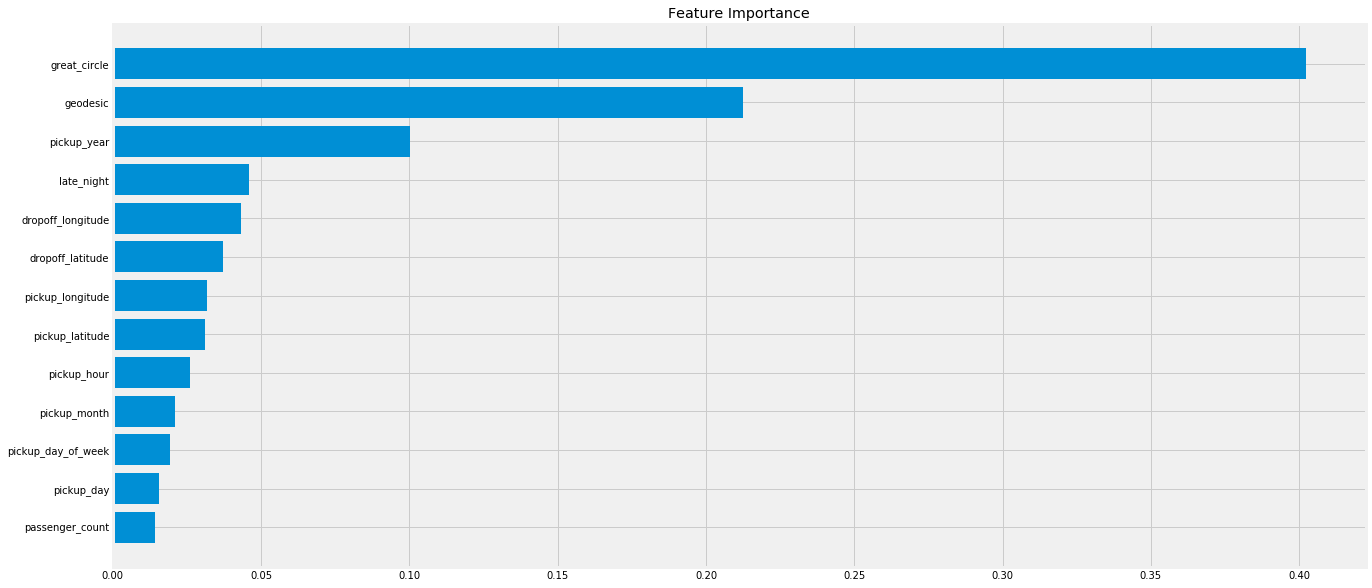 Feature Importance
great_circle
geodesic
pickup_year
late_night
dropoff_longitude
dropoff_latitude
pickup_longitude
pickup_latitude
pickup_hour
pickup_month
pickup_day_of_week
pickup_day
passenger_count
0.00 0.05 0.10 0.15 0.20 0.25 0.30 0.35 0.40